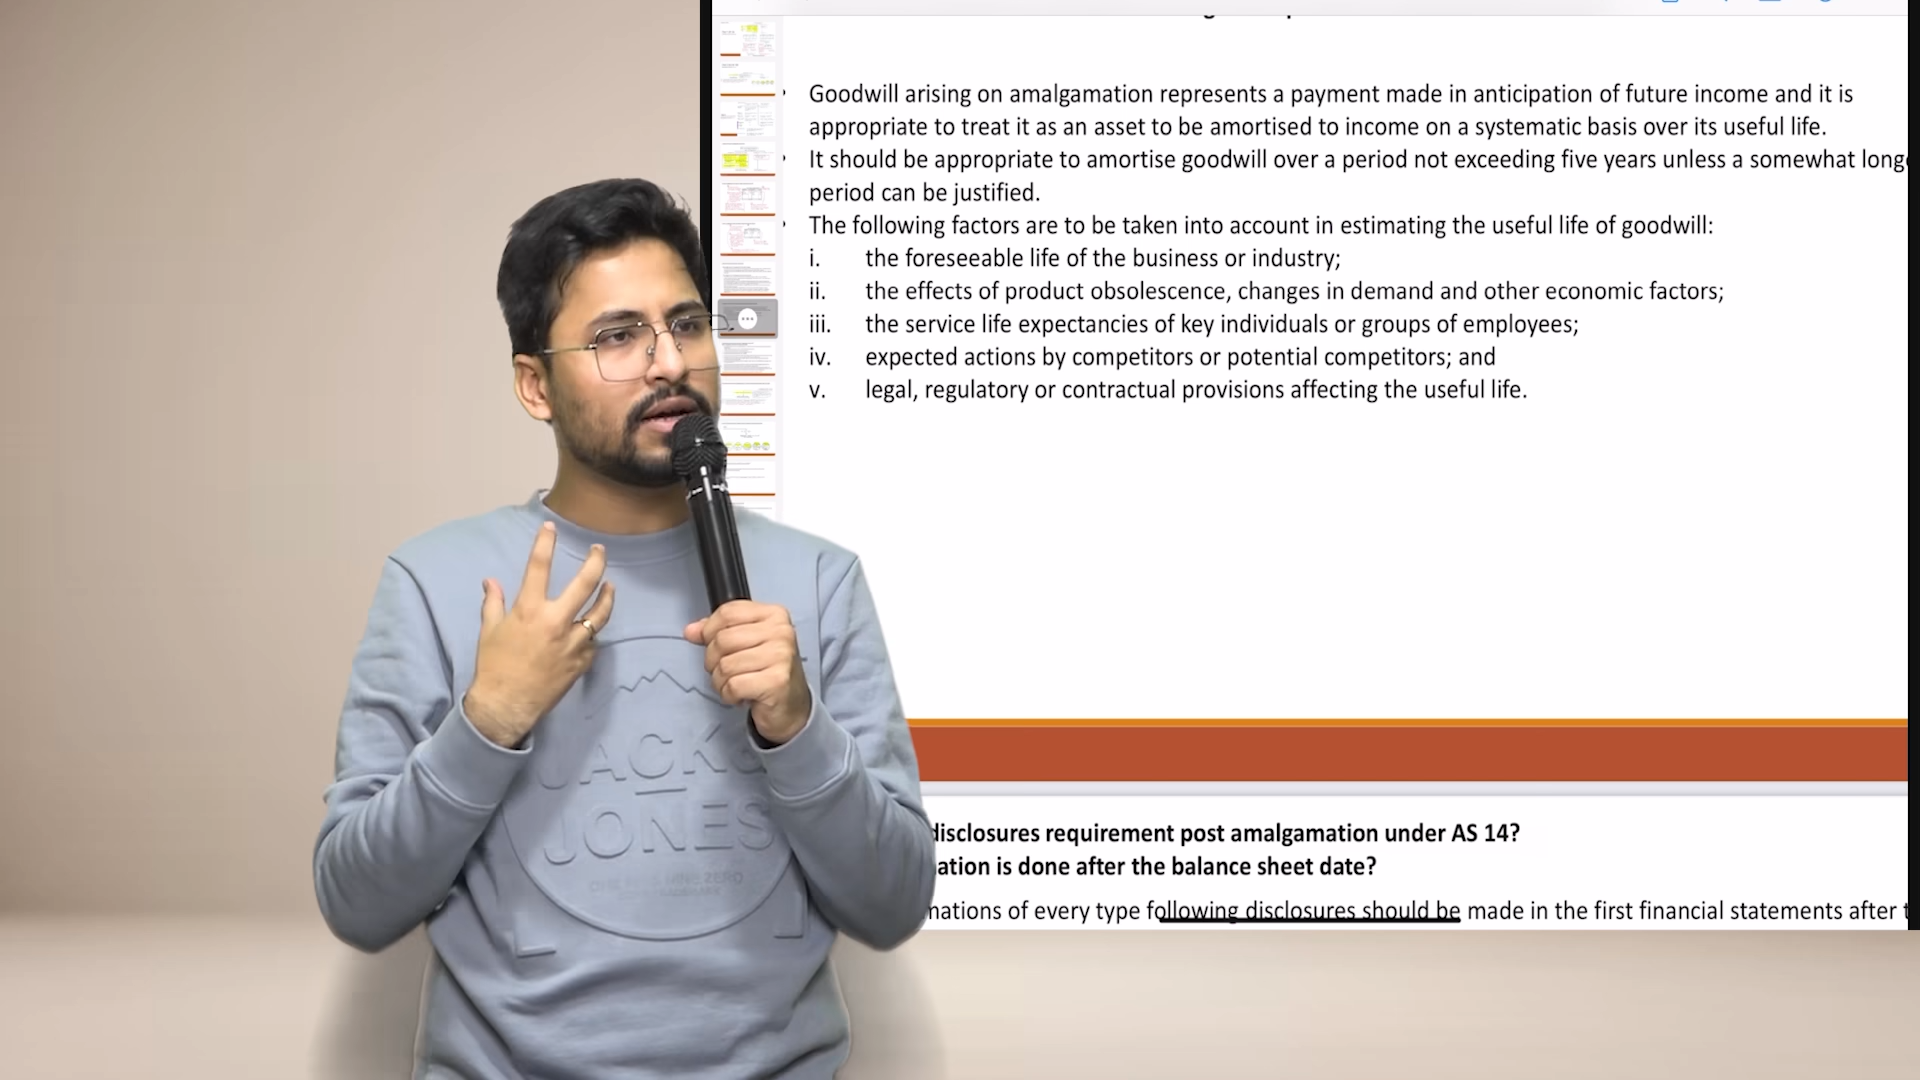 Goodwill arising on amalgamation represents a payment made in anticipation of future income and it is
appropriate to treat it as an asset to be amortised to income on a systematic basis over its useful life.
It should be appropriate to amortise goodwill over a period not exceeding five years unless a somewhat
period can be justified.
The following factors are to be taken into account in estimating the useful life of goodwill:
i. the foreseeable life of the business or industry;
ii. the effects of product obsolescence, changes in demand and other economic factors;
iii. the service life expectancies of key individuals or groups of employees;
iv. expected actions by competitors or potential competitors; and
v. legal, regulatory or contractual provisions affecting the useful life.
disclosures requirement post amalgamation under AS 14?
is done after the balance sheet date?
of every type following disclosures should be made in the first financial statements after
JACK &
JONES